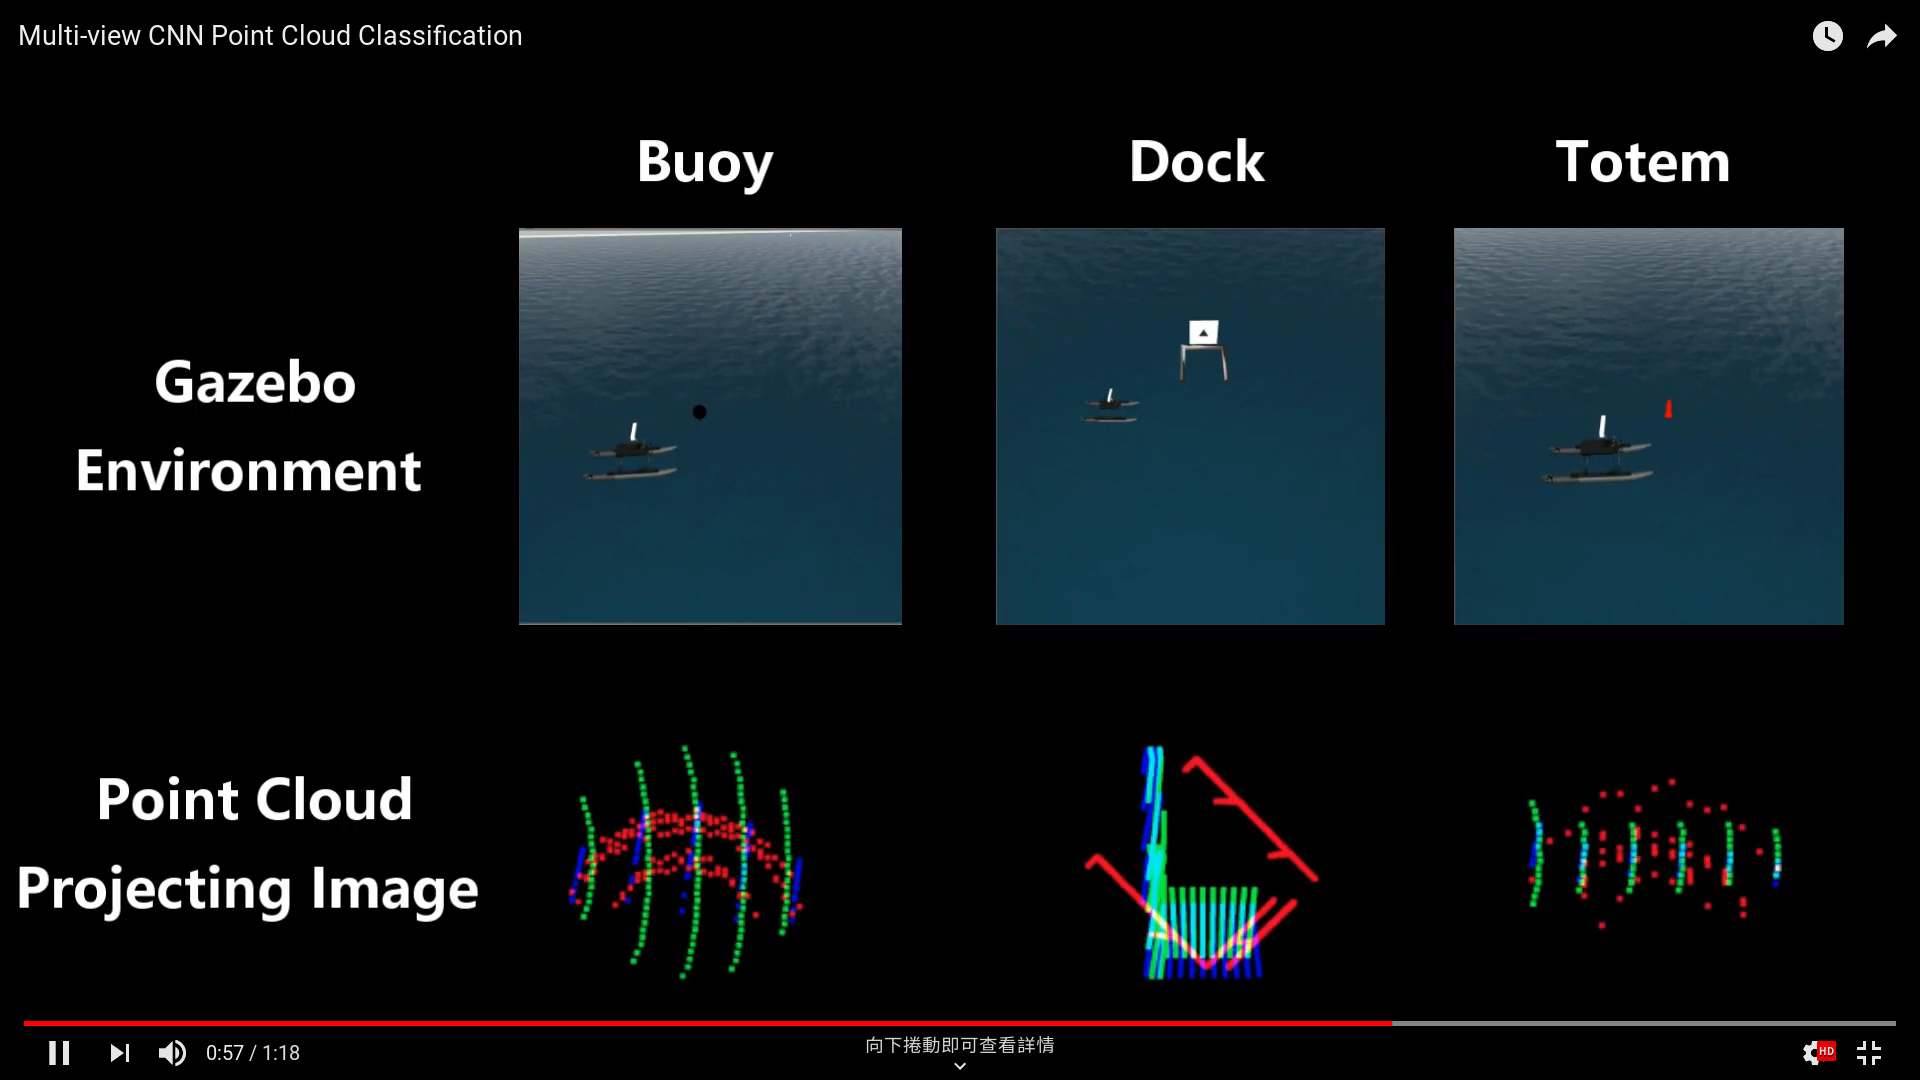 Multi-view CNN Point Cloud Classification
Buoy
Dock
Totem
Gazebo
Environment
Point Cloud
Projecting Image
0:57 / 1:18
向下捲動即可查看詳情
HD